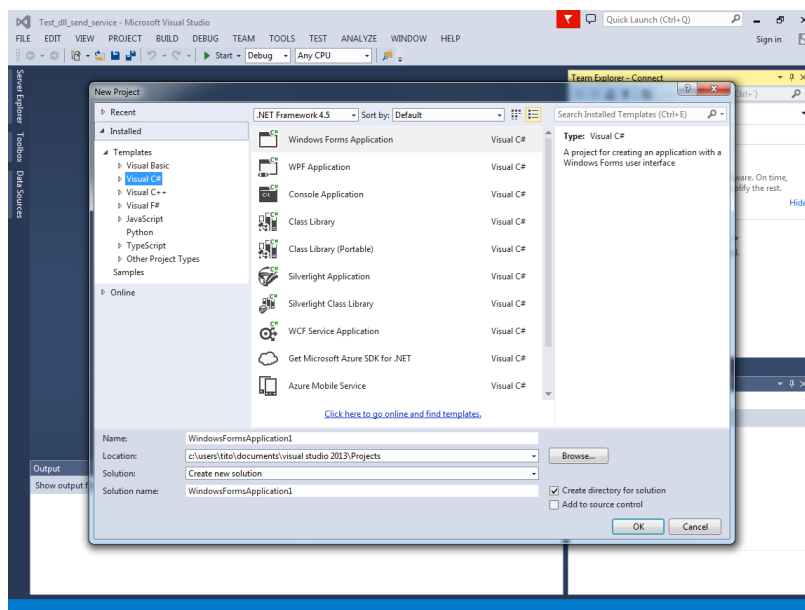 Test_dll_send_service - Microsoft Visual Studio
Quick Launch (Ctrl+Q)
FILE EDIT VIEW PROJECT BUILD DEBUG TEAM TOOLS TEST ANALYZE WINDOW HELP
Sign in
Start Debug Any CPU
Server Explorer
Toolbox
Data Sources
Team Explorer - Connect
New Project
Recent
Installed
Templates
Visual Basic
Visual C#
Visual C++
Visual F#
JavaScript
Python
TypeScript
Other Project Types
Samples
Online
.NET Framework 4.5 Sort by: Default
Search Installed Templates (Ctrl+E)
Windows Forms Application Visual C#
WPF Application Visual C#
Console Application Visual C#
Class Library Visual C#
Class Library (Portable) Visual C#
Silverlight Application Visual C#
Silverlight Class Library Visual C#
WCF Service Application Visual C#
Get Microsoft Azure SDK for .NET Visual C#
Azure Mobile Service Visual C#
Click here to go online and find templates.
Type: Visual C#
A project for creating an application with a
Windows Forms user interface
ware. On time,
plify the rest.
Hide
Name: WindowsFormsApplication1
Location: c:\users\tito\documents\visual studio 2013\Projects
Browse...
Solution: Create new solution
Solution name: WindowsFormsApplication1
Create directory for solution
Add to source control
OK Cancel
Output
Show output f